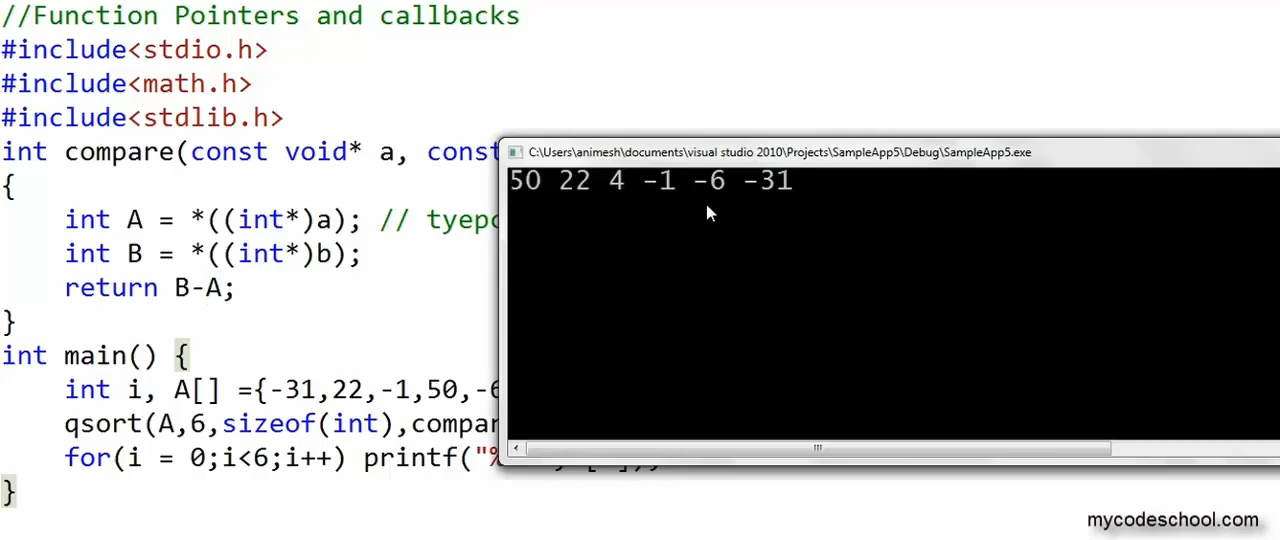 //Function Pointers and callbacks
#include<stdio.h>
#include<math.h>
#include<stdlib.h>
int compare(const void* a, const
{
int A = *((int*)a); // tyepc
int B = *((int*)b);
return B-A;
}
int main() {
int i, A[] ={-31,22,-1,50,-6
qsort(A,6,sizeof(int),compar
for(i = 0;i<6;i++) printf("%
}
C:\Users\animesh\documents\visual studio 2010\Projects\SampleApp5\Debug\SampleApp5.exe
50 22 4 -1 -6 -31
mycodeschool.com